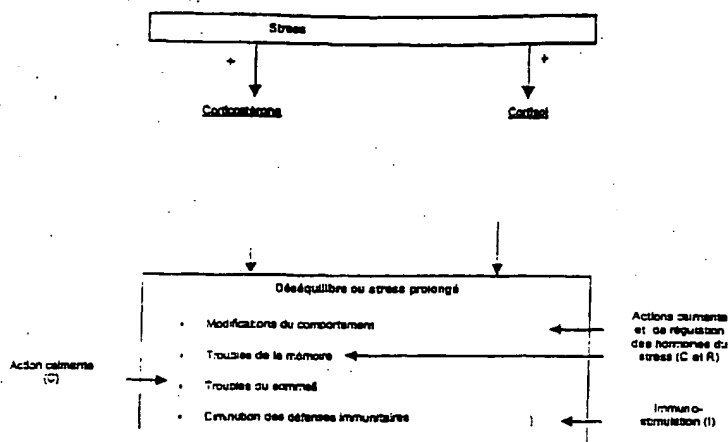 Stress
+
+
Corticostérone
Cortisol
Déséquilibre ou stress prolongé
• Modifications du comportement
• Troubles de la mémoire
• Troubles du sommeil
• Diminution des défenses immunitaires
Action calmante
(C)
Actions calmante
et de régulation
des hormones du
stress (C et R)
Immuno-
stimulation (I)